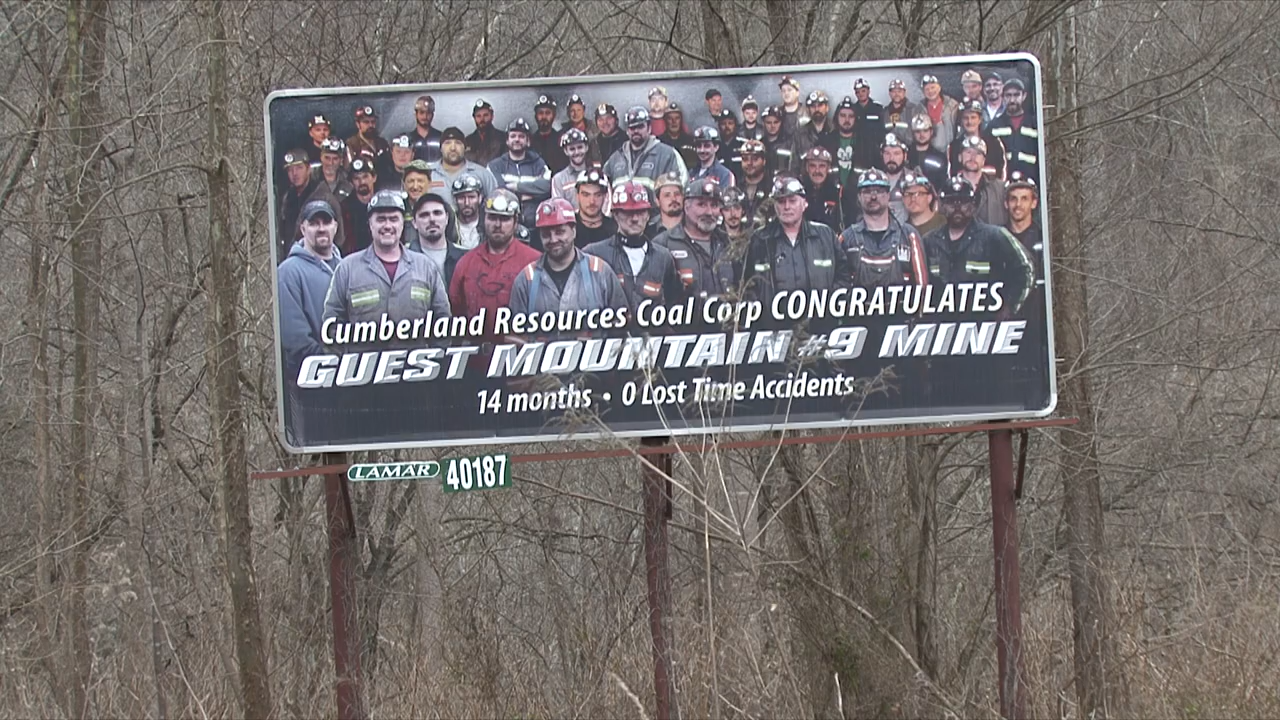 Cumberland Resources Coal Corp CONGRATULATES
GUEST MOUNTAIN #9 MINE
14 months • 0 Lost Time Accidents
LAMAR 40187